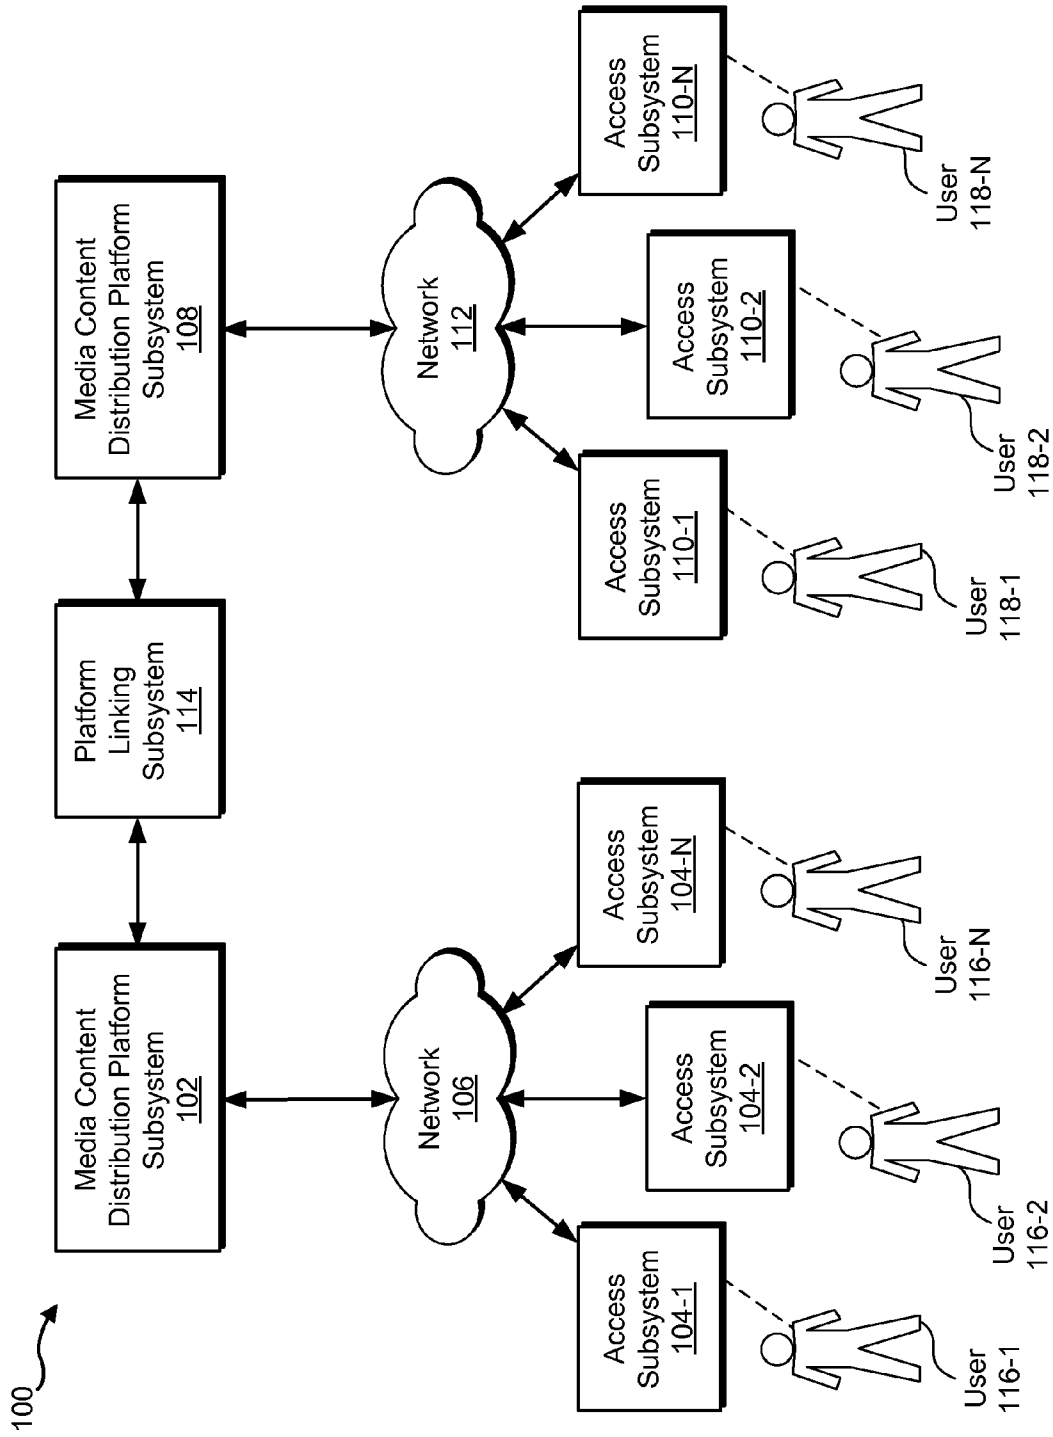 100
Media Content
Distribution Platform
Subsystem
102
Platform
Linking
Subsystem
114
Media Content
Distribution Platform
Subsystem
108
Network
106
Network
112
Access
Subsystem
104-1
Access
Subsystem
104-2
Access
Subsystem
104-N
Access
Subsystem
110-1
Access
Subsystem
110-2
Access
Subsystem
110-N
User
116-1
User
116-2
User
116-N
User
118-1
User
118-2
User
118-N